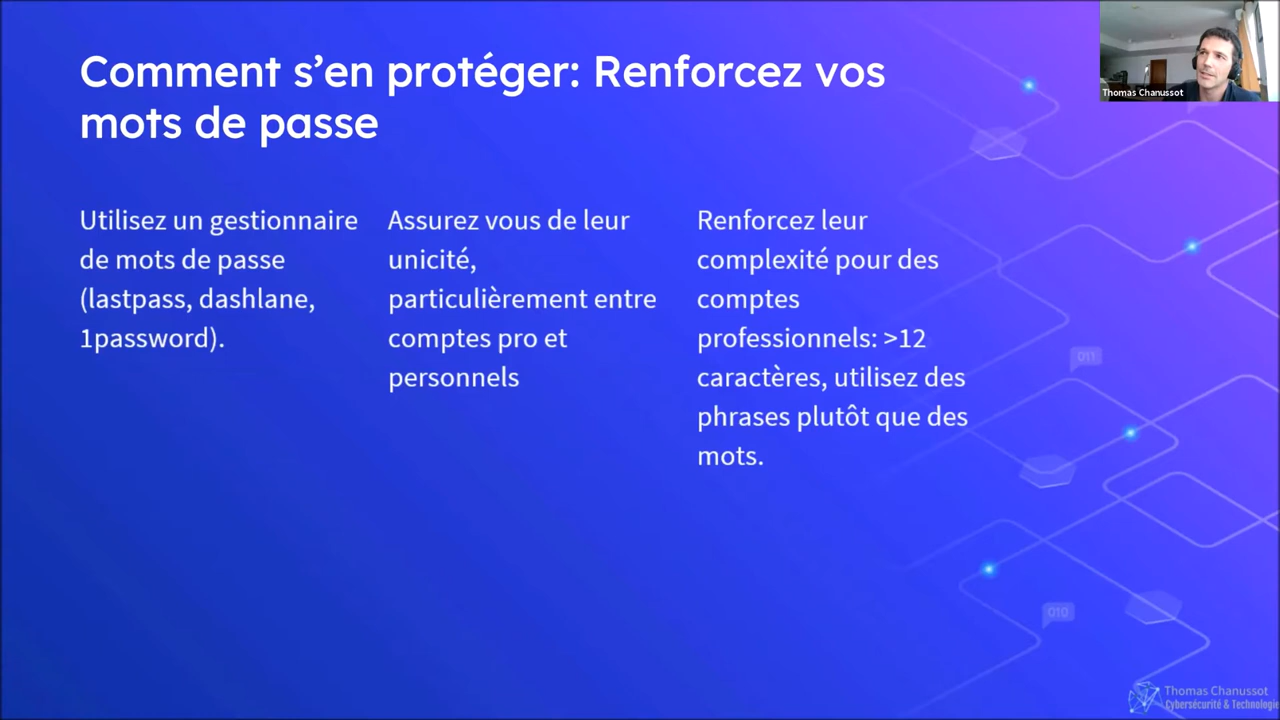 Comment s’en protéger: Renforcez vos
mots de passe
Thomas Chanussot
Utilisez un gestionnaire
de mots de passe
(lastpass, dashlane,
1password).
Assurez vous de leur
unicité,
particulièrement entre
comptes pro et
personnels
Renforcez leur
complexité pour des
comptes
professionnels: >12
caractères, utilisez des
phrases plutôt que des
mots.
011
010
Thomas Chanussot
Cybersécurité & Technologie